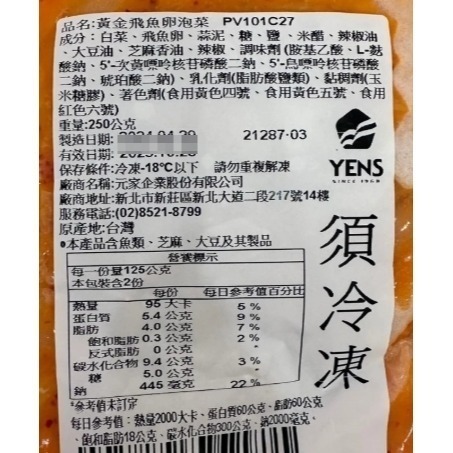 品名:黃金飛魚卵泡菜 PV101C27
成分:白菜、飛魚卵、蒜泥、糖、鹽、米醋、辣椒油
、大豆油、芝麻香油、辣椒、調味劑(胺基乙酸、L-麩
酸鈉、5'-次黃嘌呤核苷磷酸二鈉、5'-鳥嘌呤核苷磷酸
二鈉、琥珀酸二鈉)、乳化劑(脂肪酸鹽類)、黏稠劑(玉
米糖膠)、著色劑(食用黃色四號、食用黃色五號、食用
紅色六號)
重量:250公克
製造日期: 21287-03
有效日期:
保存條件:冷凍-18°C以下 請勿重複解凍
廠商名稱:元家企業股份有限公司
廠商地址:新北市新莊區新北大道二段217號14樓
服務電話:(02)8521-8799
原產地:台灣
•本產品含魚類、芝麻、大豆及其製品
YENS
SINCE 1968
須冷凍
營養標示
每一份量125公克
本包裝含2份
每份 每日參考值百分比
熱量 95 大卡 5 %
蛋白質 5.4 公克 9 %
脂肪 4.0 公克 7 %
飽和脂肪 0.3 公克 2 %
反式脂肪 0 公克 *
碳水化合物 9.4 公克 3 %
糖 5.0 公克 *
鈉 445 毫克 22 %
*參考值未訂定
每日參考值：熱量2000大卡、蛋白質60公克、脂肪60公克
、飽和脂肪18公克、碳水化合物300公克、鈉2000毫克。